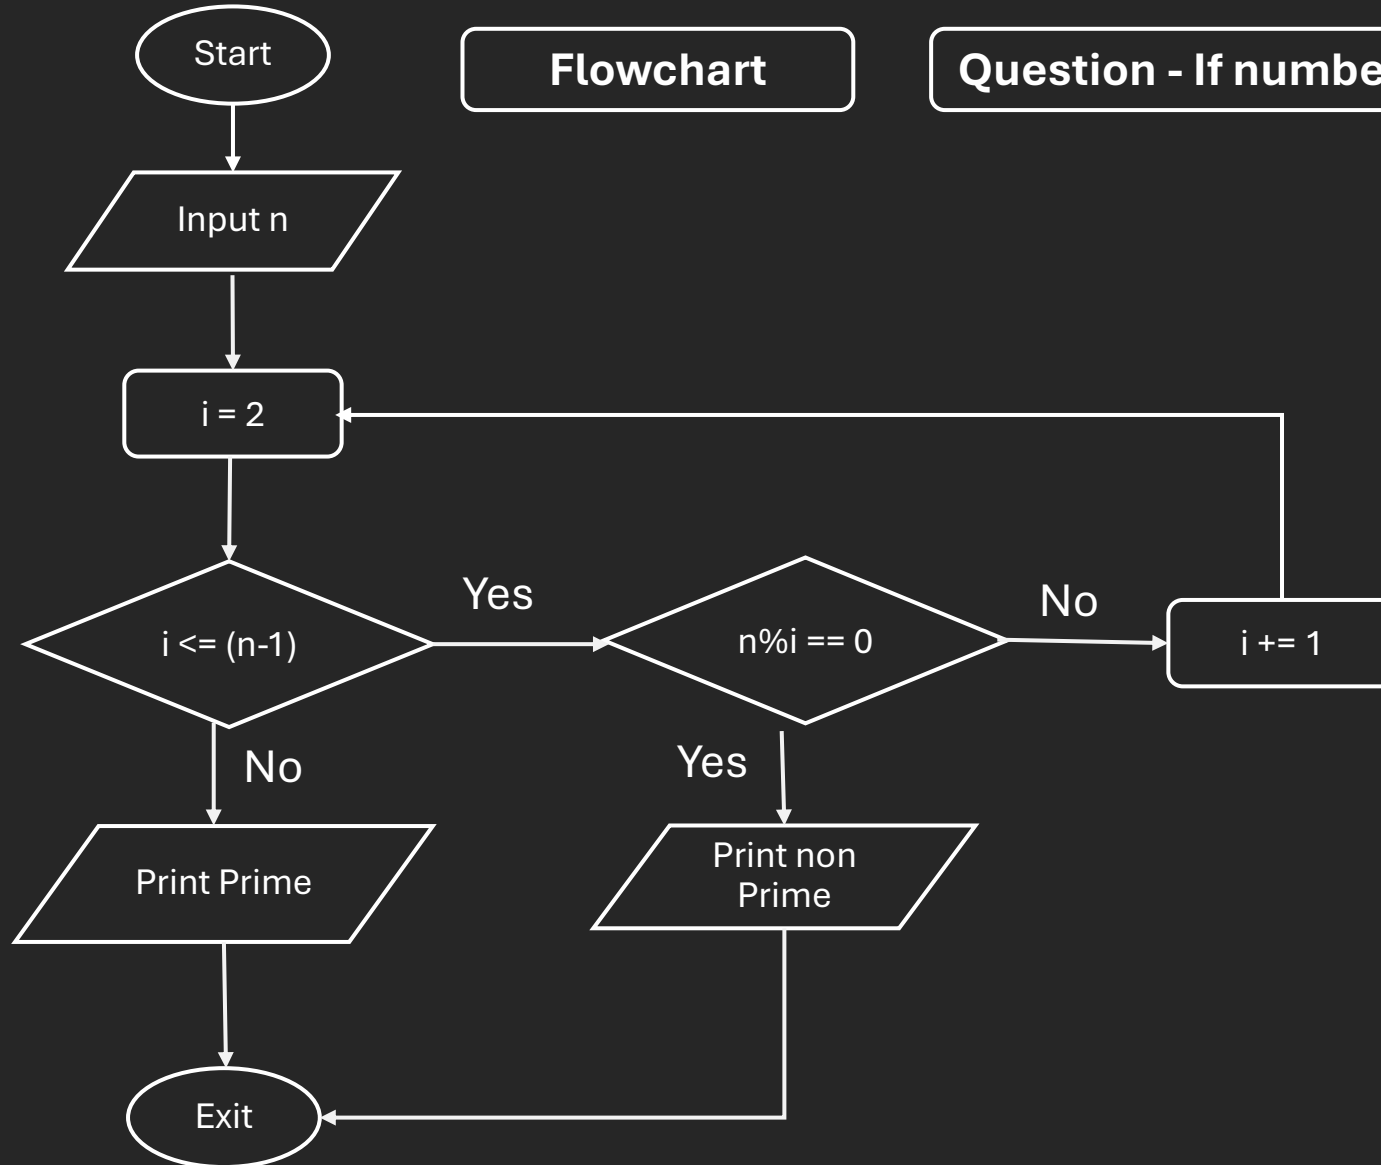 Start
Flowchart
Question - If numbe
Input n
i = 2
Yes
No
i <= (n-1)
n%i == 0
i += 1
No
Yes
Print Prime
Print non
Prime
Exit